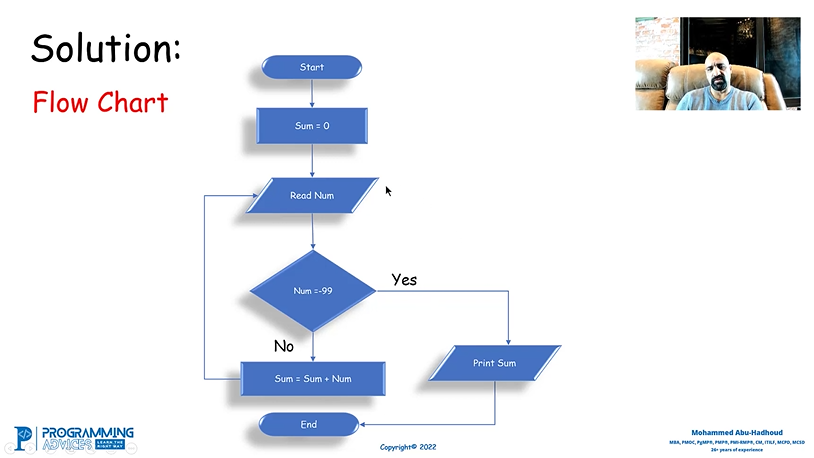 Solution:
Flow Chart
Start
Sum = 0
Read Num
Num =-99
Yes
No
Sum = Sum + Num
Print Sum
End
PROGRAMMING
ADVICES LEARN THE
RIGHT WAY
Copyright© 2022
Mohammed Abu-Hadhoud
MBA, PMOC, PgMP®, PMP®, PMI-RMP®, CM, ITILF, MCPD, MCSD
26+ years of experience